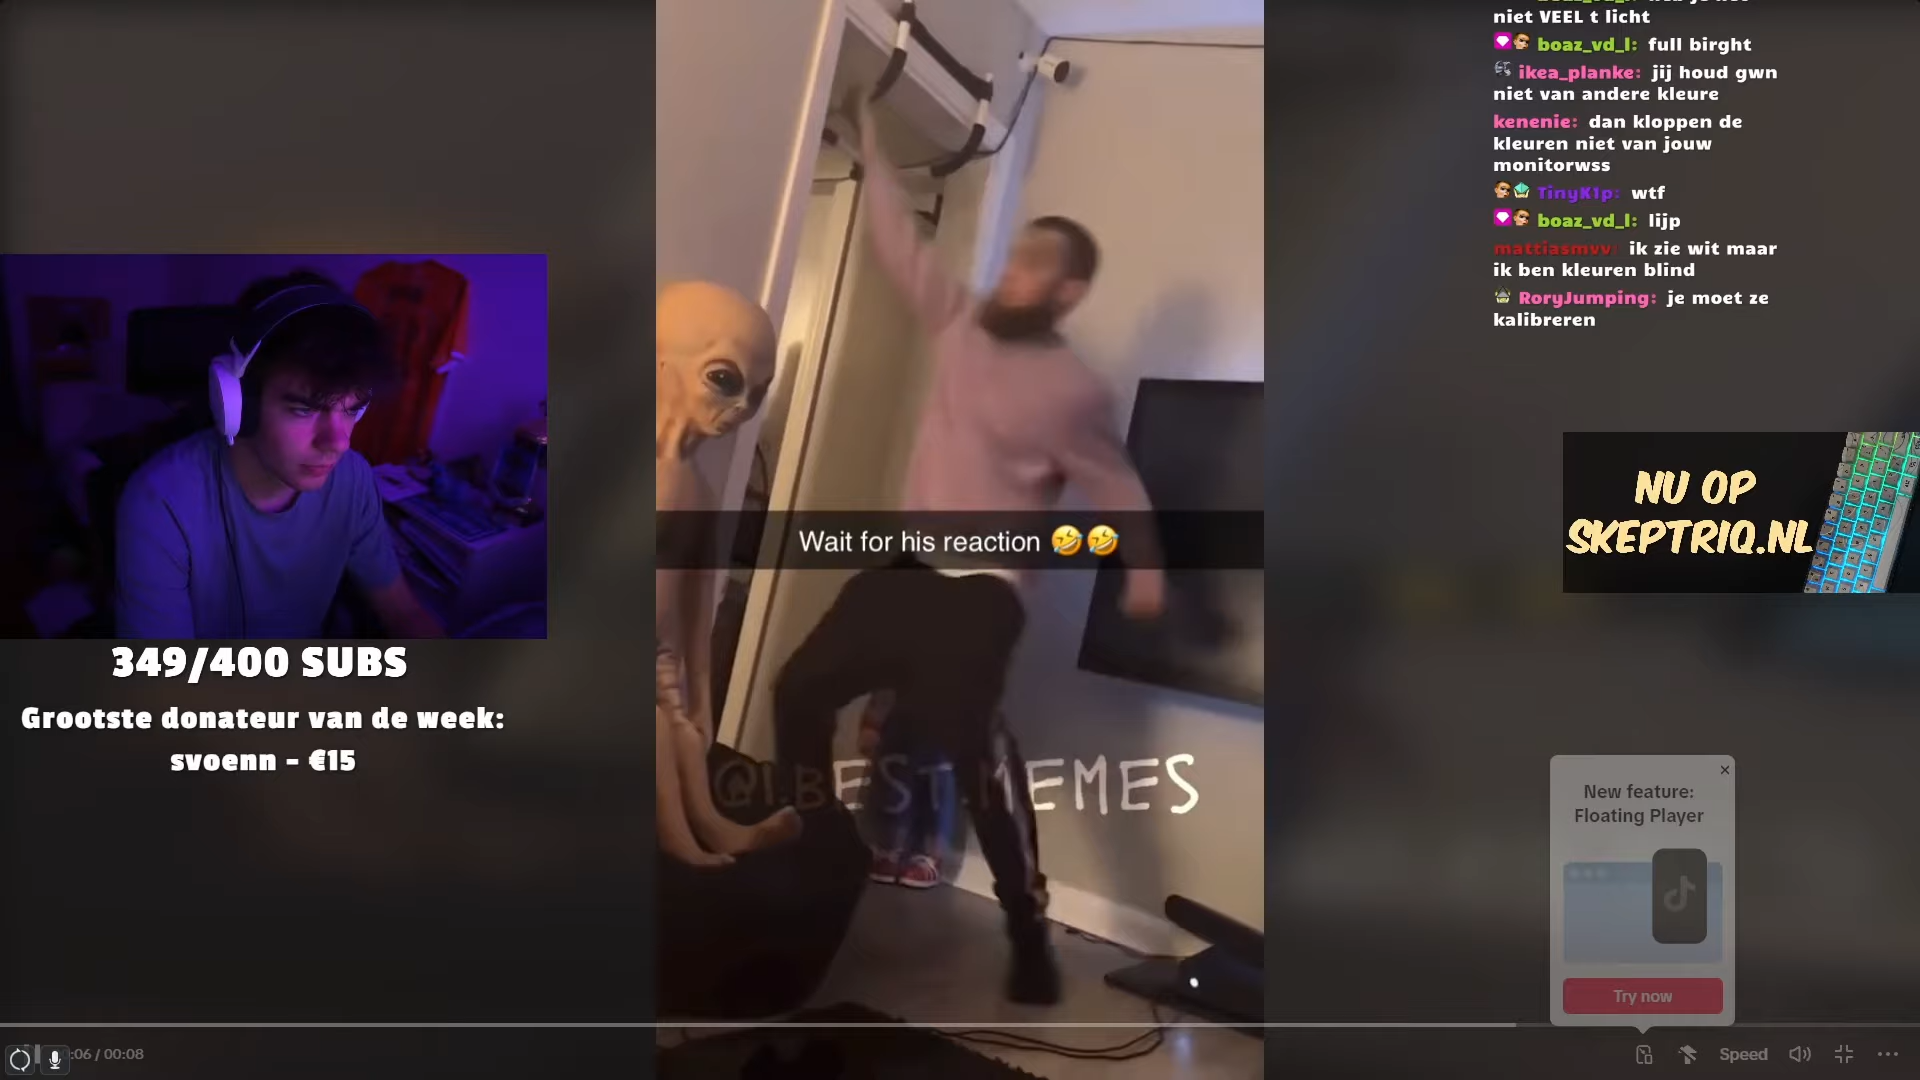 niet VEEL t licht
boaz_vd_l: full birght
ikea_planke: jij houd gwn
niet van andere kleure
kenenie: dan kloppen de
kleuren niet van jouw
monitorwss
TinyK1p: wtf
boaz_vd_l: lijp
mattiasmvv: ik zie wit maar
ik ben kleuren blind
RoryJumping: je moet ze
kalibreren
NU OP
SKEPTRIQ.NL
Wait for his reaction 🤣🤣
349/400 SUBS
Grootste donateur van de week:
svoenn - €15
@1.BEST.MEMES
New feature:
Floating Player
Try now
:06 / 00:08
Speed